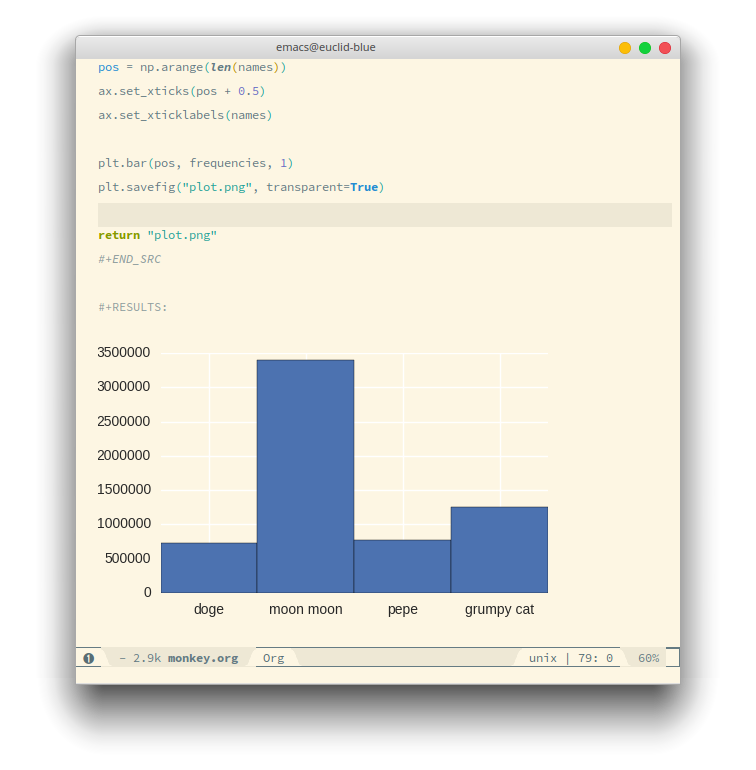 emacs@euclid-blue
pos = np.arange(len(names))
ax.set_xticks(pos + 0.5)
ax.set_xticklabels(names)
plt.bar(pos, frequencies, 1)
plt.savefig("plot.png", transparent=True)
return "plot.png"
#+END_SRC
#+RESULTS:
3500000
3000000
2500000
2000000
1500000
1000000
500000
0
doge moon moon pepe grumpy cat
❶ – 2.9k monkey.org Org unix | 79: 0 60%